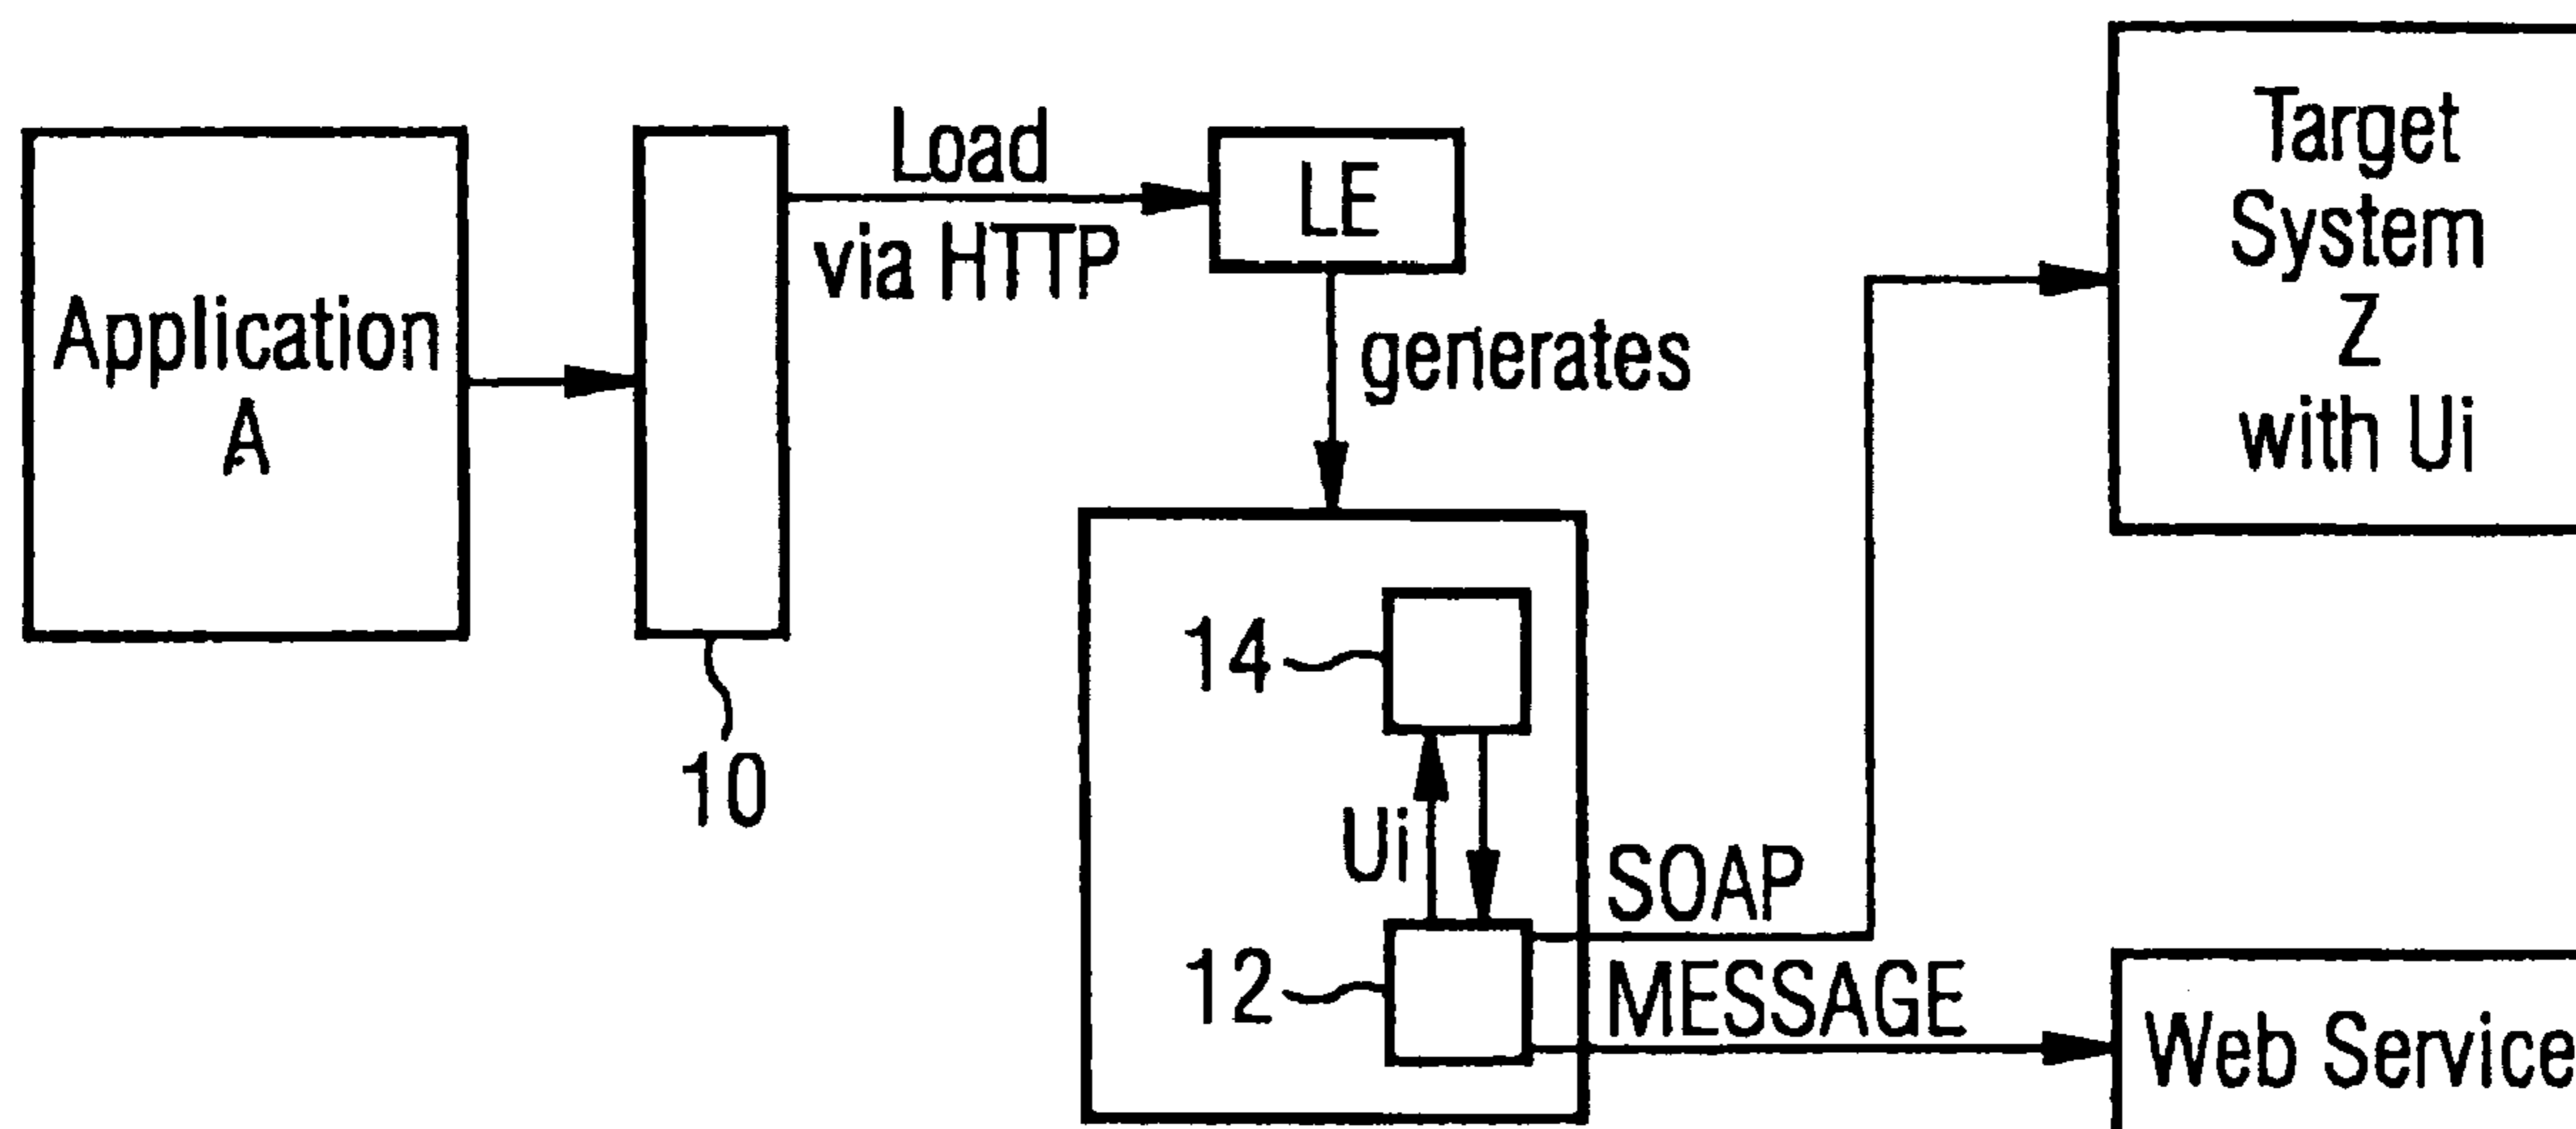 Application
A
10
Load
via HTTP
LE
generates
14
Ui
12
SOAP
MESSAGE
Target
System
Z
with Ui
Web Service